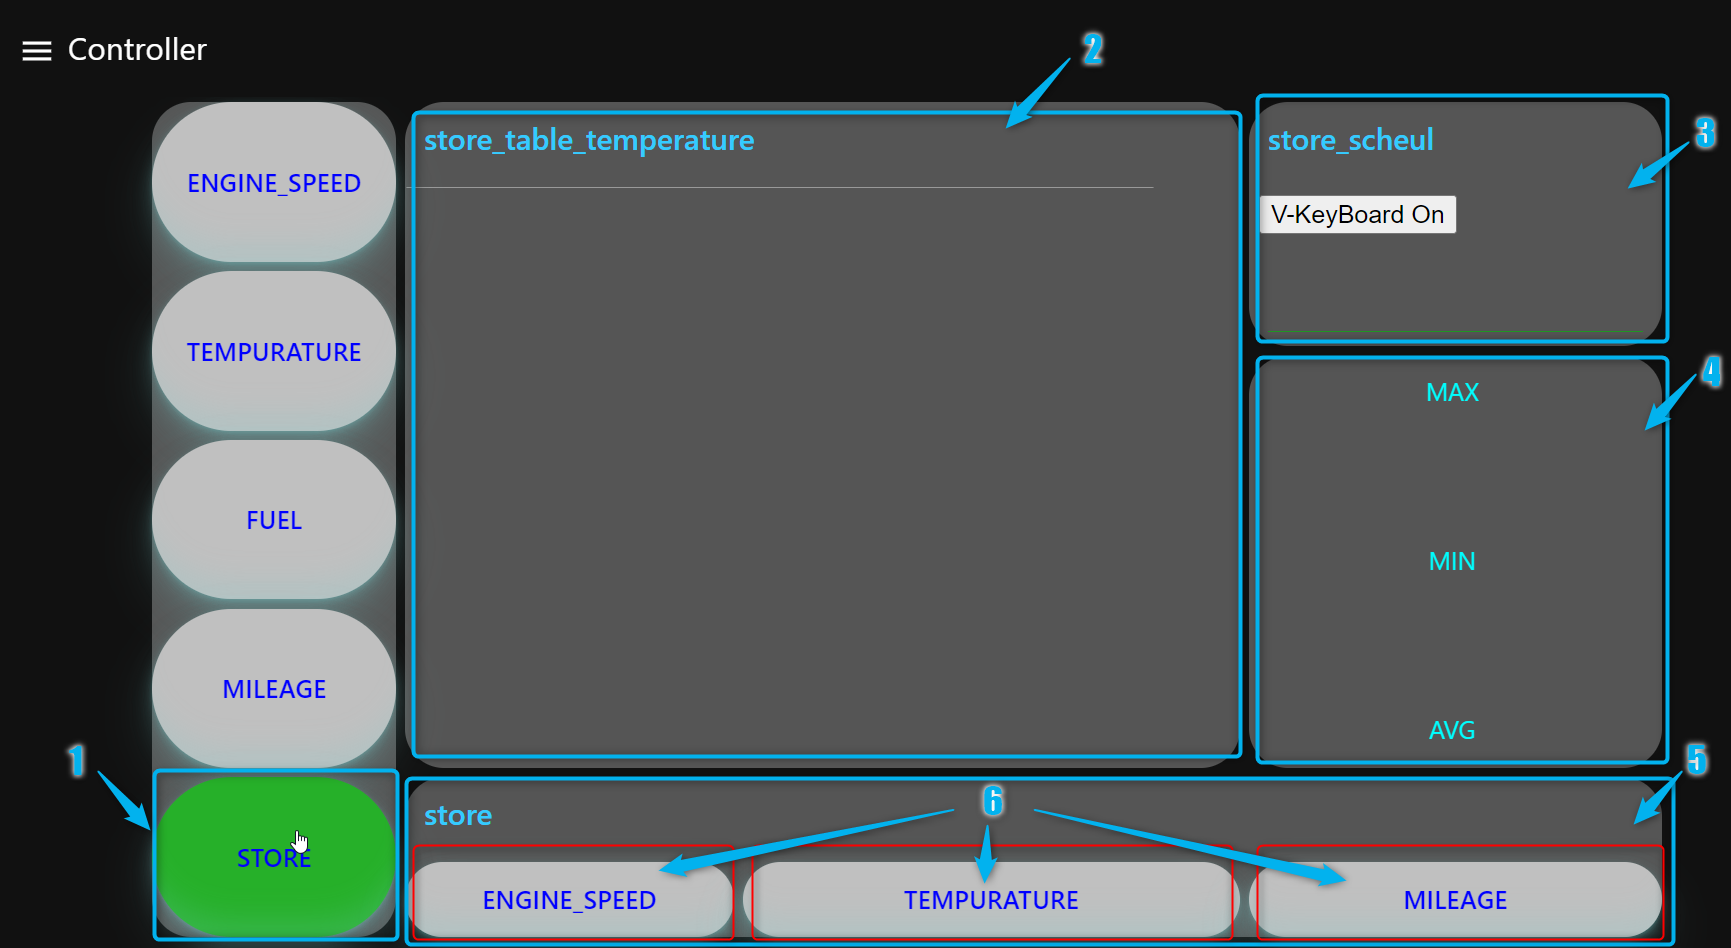 Controller
2
store_table_temperature
store_scheul
3
ENGINE_SPEED
V-KeyBoard On
TEMPURATURE
4
MAX
FUEL
MIN
MILEAGE
AVG
1
5
STORE
store
6
ENGINE_SPEED
TEMPURATURE
MILEAGE